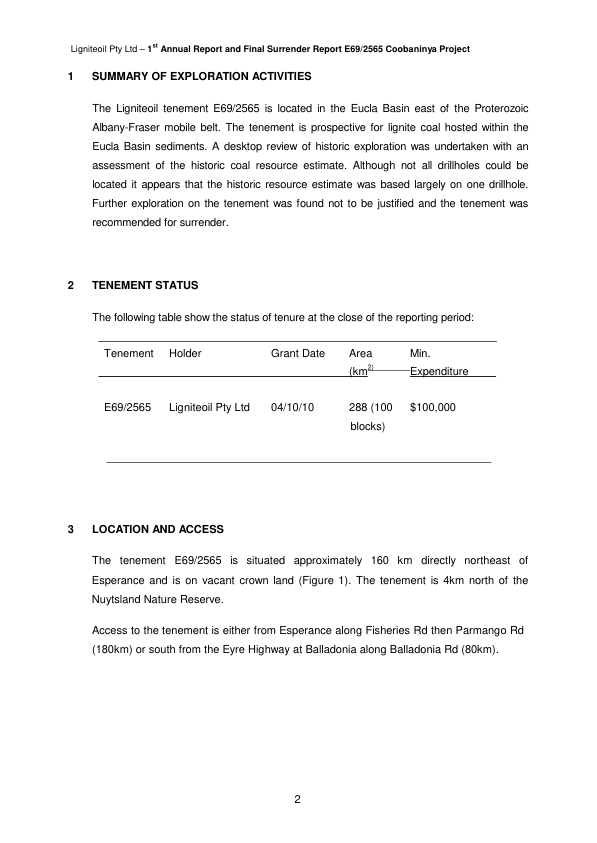 Ligniteoil Pty Ltd – 1st Annual Report and Final Surrender Report E69/2565 Coobaninya Project
1 SUMMARY OF EXPLORATION ACTIVITIES
The Ligniteoil tenement E69/2565 is located in the Eucla Basin east of the Proterozoic
Albany-Fraser mobile belt. The tenement is prospective for lignite coal hosted within the
Eucla Basin sediments. A desktop review of historic exploration was undertaken with an
assessment of the historic coal resource estimate. Although not all drillholes could be
located it appears that the historic resource estimate was based largely on one drillhole.
Further exploration on the tenement was found not to be justified and the tenement was
recommended for surrender.
2 TENEMENT STATUS
The following table show the status of tenure at the close of the reporting period:
Tenement Holder Grant Date Area Min.
(km2) Expenditure
E69/2565 Ligniteoil Pty Ltd 04/10/10 288 (100 $100,000
blocks)
3 LOCATION AND ACCESS
The tenement E69/2565 is situated approximately 160 km directly northeast of
Esperance and is on vacant crown land (Figure 1). The tenement is 4km north of the
Nuytsland Nature Reserve.
Access to the tenement is either from Esperance along Fisheries Rd then Parmango Rd
(180km) or south from the Eyre Highway at Balladonia along Balladonia Rd (80km).
2